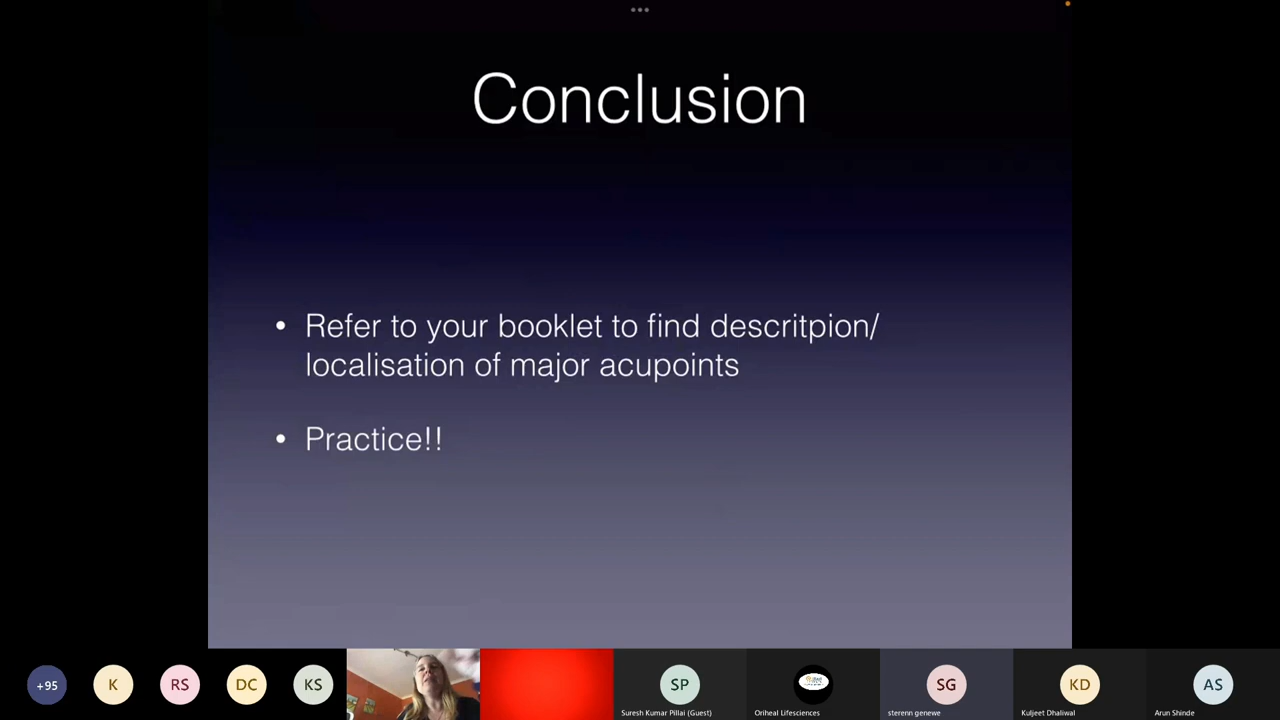 Conclusion
• Refer to your booklet to find descritpion/
localisation of major acupoints
• Practice!!
+95
K
RS
DC
KS
SP
SG
KD
AS
Suresh Kumar Pillai (Guest)
Oriheal Lifesciences
sterenn genewe
Kuljeet Dhaliwal
Arun Shinde